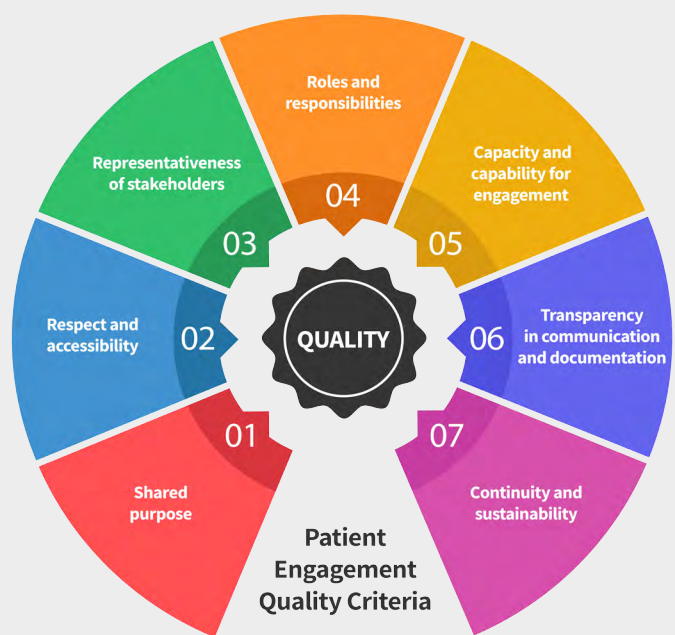 01
Shared
purpose
02
Respect and
accessibility
03
Representativeness
of stakeholders
04
Roles and
responsibilities
05
Capacity and
capability for
engagement
06
Transparency
in communication
and documentation
07
Continuity and
sustainability
QUALITY
Patient
Engagement
Quality Criteria